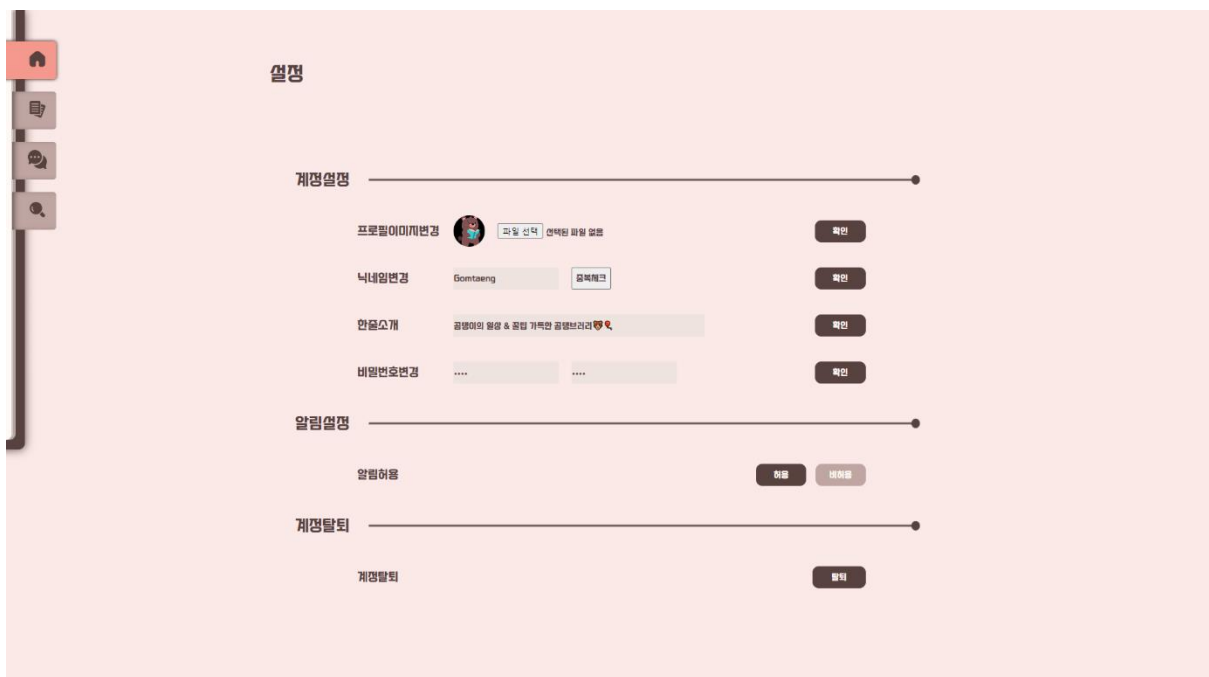 설정
계정설정
프로필이미지변경 파일 선택 선택된 파일 없음 확인
닉네임변경 Gomtaeng 중복체크 확인
한줄소개 곰탱이의 일상 & 꿀팁 가득한 곰탱브러리🐻🎈 확인
비밀번호변경 •••• •••• 확인
알림설정
알림허용 허용 비허용
계정탈퇴
계정탈퇴 탈퇴